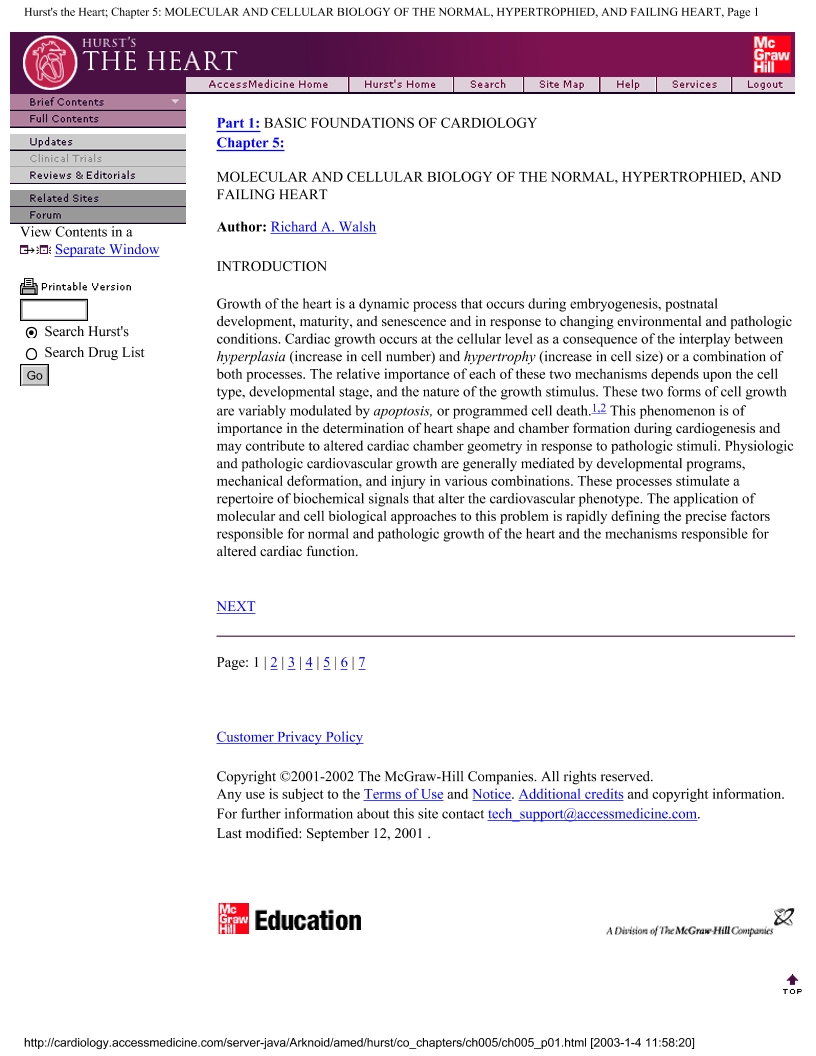 Hurst's the Heart; Chapter 5: MOLECULAR AND CELLULAR BIOLOGY OF THE NORMAL, HYPERTROPHIED, AND FAILING HEART, Page 1
HURST'S
THE HEART
Mc
Graw
Hill
AccessMedicine Home
Hurst's Home
Search
Site Map
Help
Services
Logout
Brief Contents
Full Contents
Updates
Clinical Trials
Reviews & Editorials
Related Sites
Forum
View Contents in a
Separate Window
Printable Version
Search Hurst's
Search Drug List
Go
Part 1: BASIC FOUNDATIONS OF CARDIOLOGY
Chapter 5:
MOLECULAR AND CELLULAR BIOLOGY OF THE NORMAL, HYPERTROPHIED, AND
FAILING HEART
Author: Richard A. Walsh
INTRODUCTION
Growth of the heart is a dynamic process that occurs during embryogenesis, postnatal
development, maturity, and senescence and in response to changing environmental and pathologic
conditions. Cardiac growth occurs at the cellular level as a consequence of the interplay between
hyperplasia (increase in cell number) and hypertrophy (increase in cell size) or a combination of
both processes. The relative importance of each of these two mechanisms depends upon the cell
type, developmental stage, and the nature of the growth stimulus. These two forms of cell growth
are variably modulated by apoptosis, or programmed cell death.1,2 This phenomenon is of
importance in the determination of heart shape and chamber formation during cardiogenesis and
may contribute to altered cardiac chamber geometry in response to pathologic stimuli. Physiologic
and pathologic cardiovascular growth are generally mediated by developmental programs,
mechanical deformation, and injury in various combinations. These processes stimulate a
repertoire of biochemical signals that alter the cardiovascular phenotype. The application of
molecular and cell biological approaches to this problem is rapidly defining the precise factors
responsible for normal and pathologic growth of the heart and the mechanisms responsible for
altered cardiac function.
NEXT
Page: 1 | 2 | 3 | 4 | 5 | 6 | 7
Customer Privacy Policy
Copyright ©2001-2002 The McGraw-Hill Companies. All rights reserved.
Any use is subject to the Terms of Use and Notice. Additional credits and copyright information.
For further information about this site contact tech_support@accessmedicine.com.
Last modified: September 12, 2001 .
Mc
Graw
Hill
Education
A Division of The McGraw-Hill Companies
TOP
http://cardiology.accessmedicine.com/server-java/Arknoid/amed/hurst/co_chapters/ch005/ch005_p01.html [2003-1-4 11:58:20]